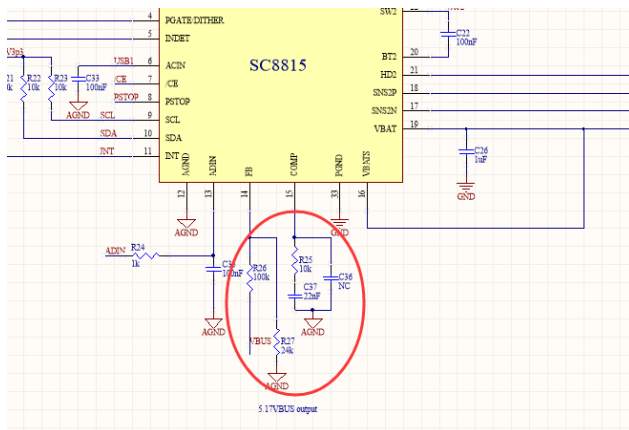 SW2
4
PGATE/DITHER
C22
100nF
5
INDET
V3p3
BT2
20
SC8815
USB1
6
ACIN
HD2
21
R22
10k
R23
10k
C33
100nF
/CE
7
/CE
SNS2P
18
PSTOP
8
PSTOP
AGND
SCL
9
SCL
SNS2N
17
SDA
10
SDA
VBAT
19
INT
11
INT
C26
1uF
AGND
ADIN
FB
COMP
PGND
VBATS
12
13
14
15
33
16
GND
AGND
GND
ADIN
R24
1k
100nF
R26
100k
R25
10k
C36
NC
C37
22nF
AGND
AGND
VBUS
R27
24k
AGND
5.17VBUS output